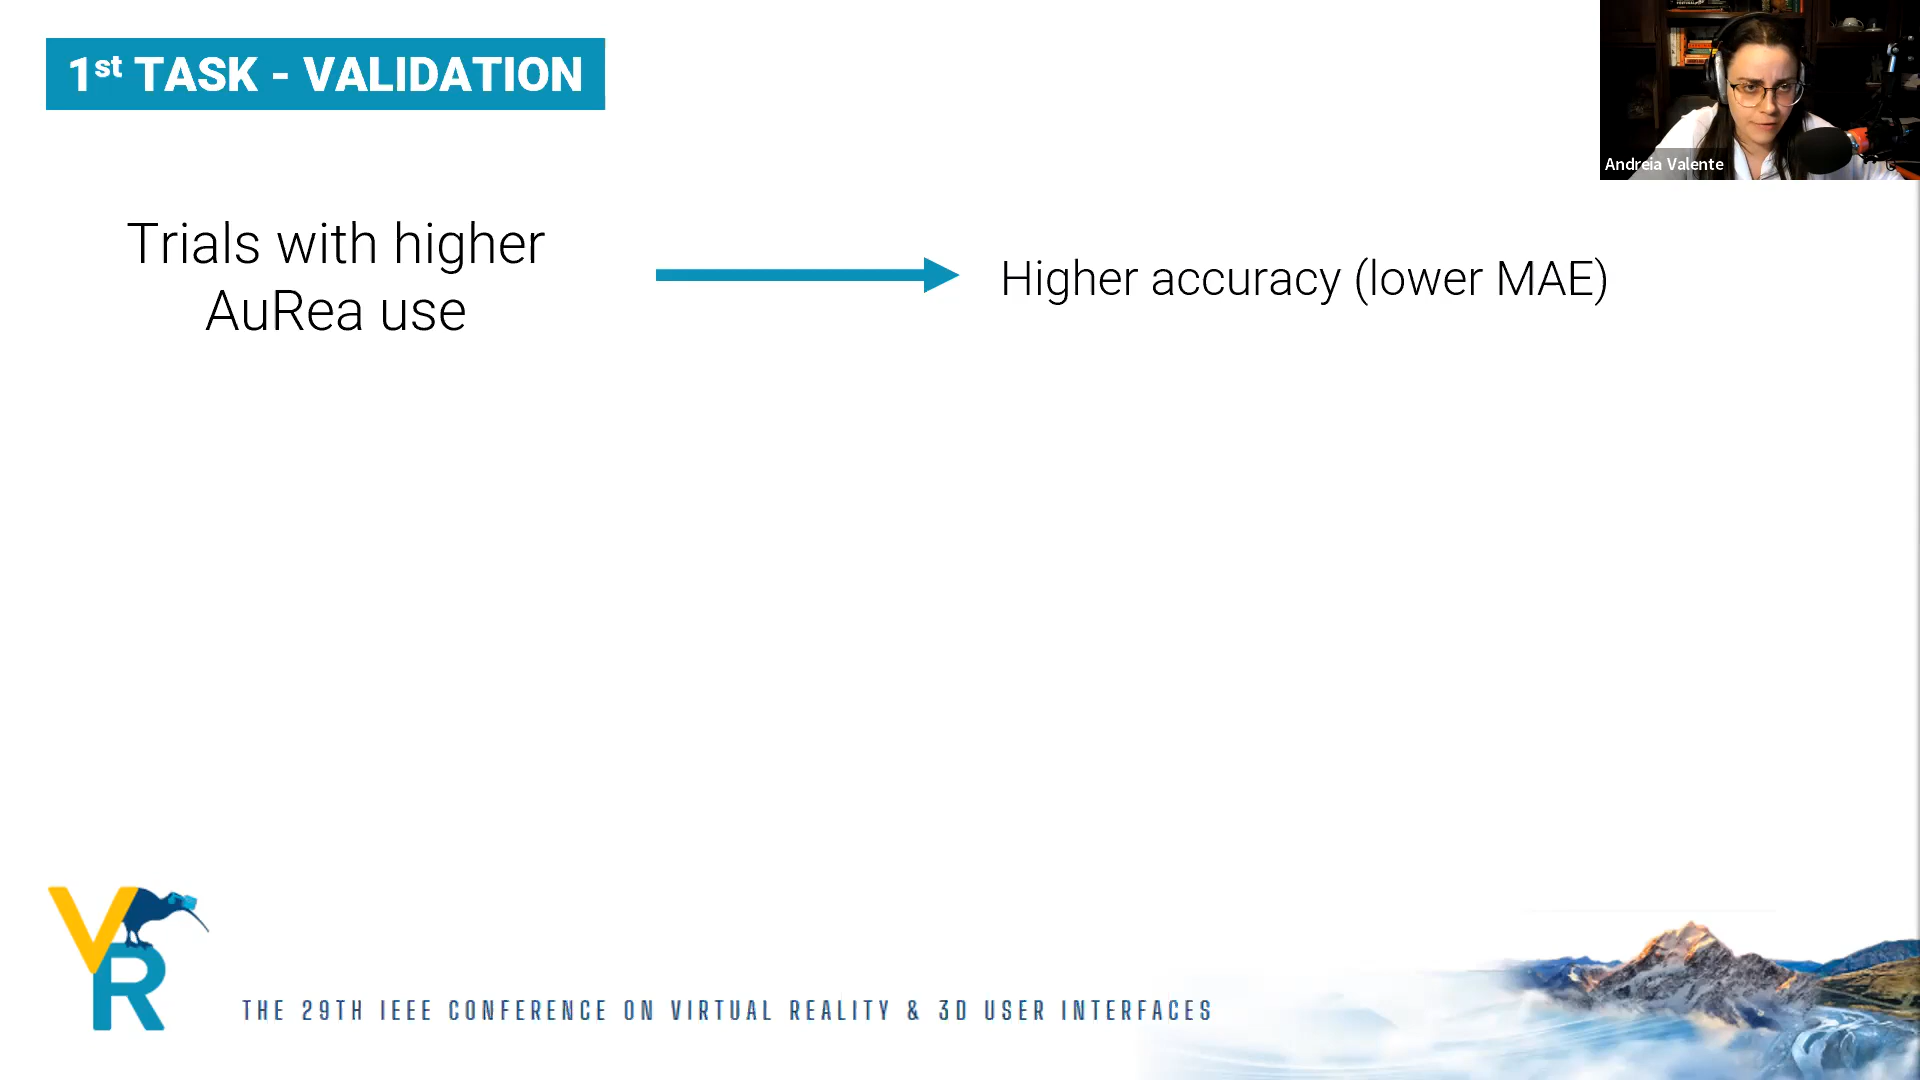 1st TASK - VALIDATION
Andreia Valente
Trials with higher
AuRea use
Higher accuracy (lower MAE)
VR
THE 29TH IEEE CONFERENCE ON VIRTUAL REALITY & 3D USER INTERFACES